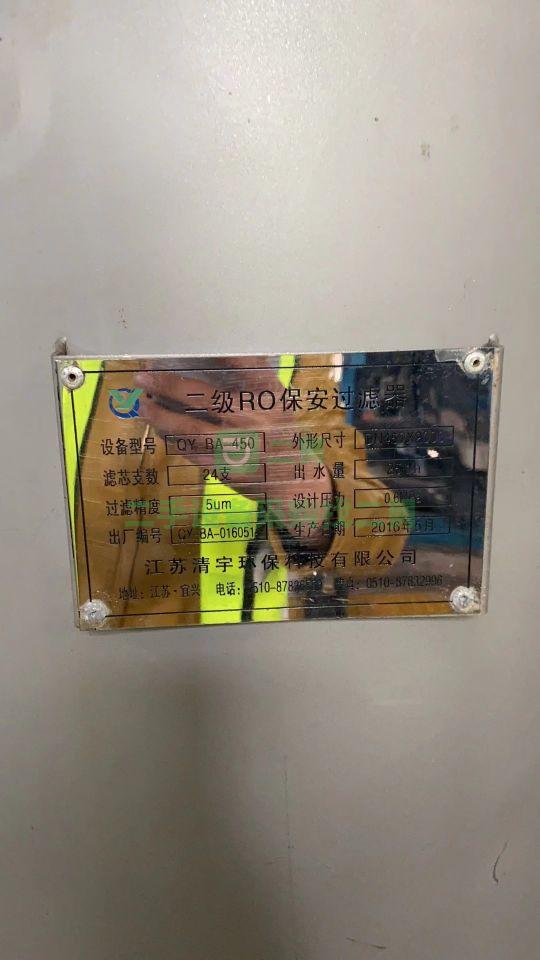 二级RO保安过滤器
设备型号 QY BA-450 外形尺寸
滤芯支数 24支 出水量
过滤精度 5um 设计压力 0.6MPa
出厂编号 QY BA-016051 生产日期 2016年5月
江苏清宇环保科技有限公司
地址：江苏·宜兴 电话： 0510-87832996